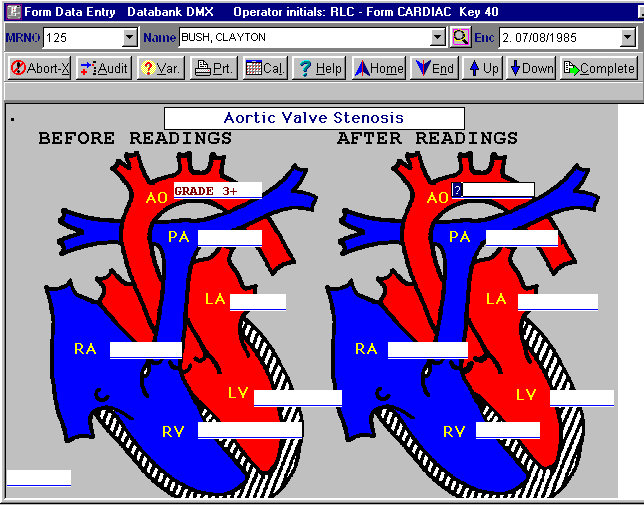 Form Data Entry Databank DMX Operator initials: RLC - Form CARDIAC Key 40
MRNO 125 Name BUSH, CLAYTON Enc 2. 07/08/1985
Abort-X Audit ? Var. Prt. Cal. ? Help Home End Up Down Complete
Aortic Valve Stenosis
BEFORE READINGS AFTER READINGS
AO GRADE 3+ AO ?
PA PA
LA LA
RA RA
LV LV
RV RV